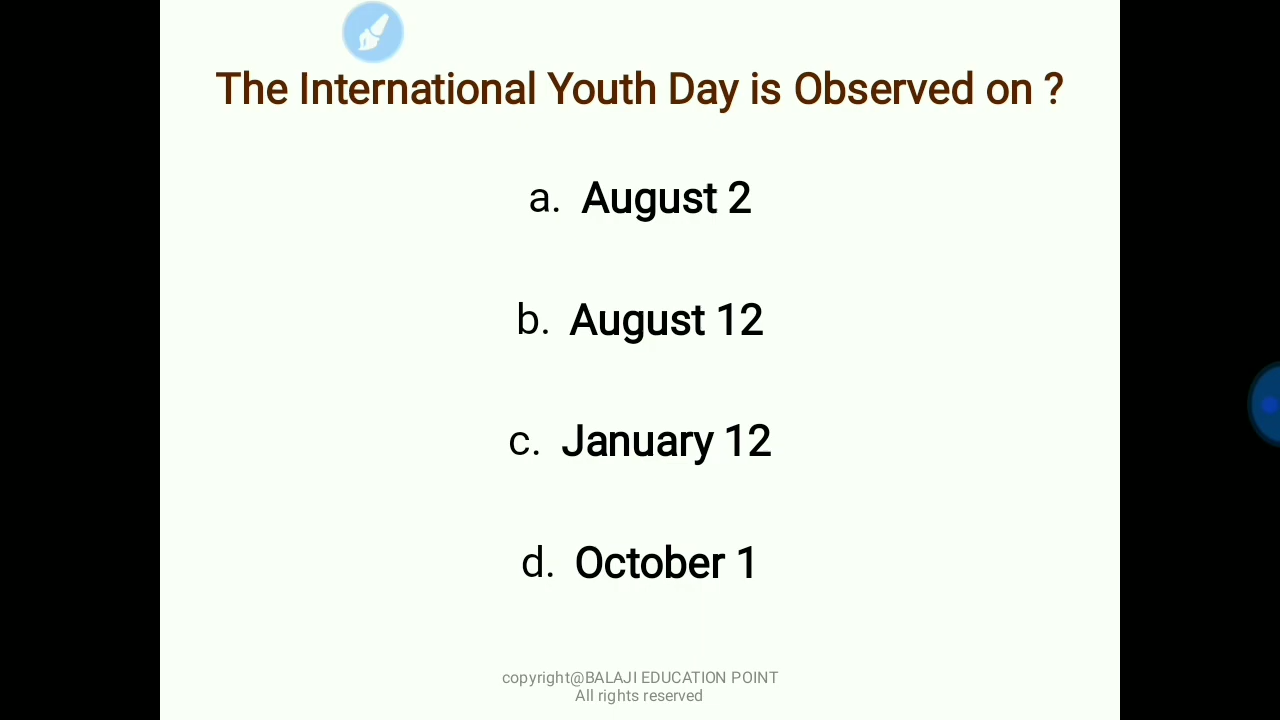 The International Youth Day is Observed on ?
a. August 2
b. August 12
c. January 12
d. October 1
copyright@BALAJI EDUCATION POINT
All rights reserved